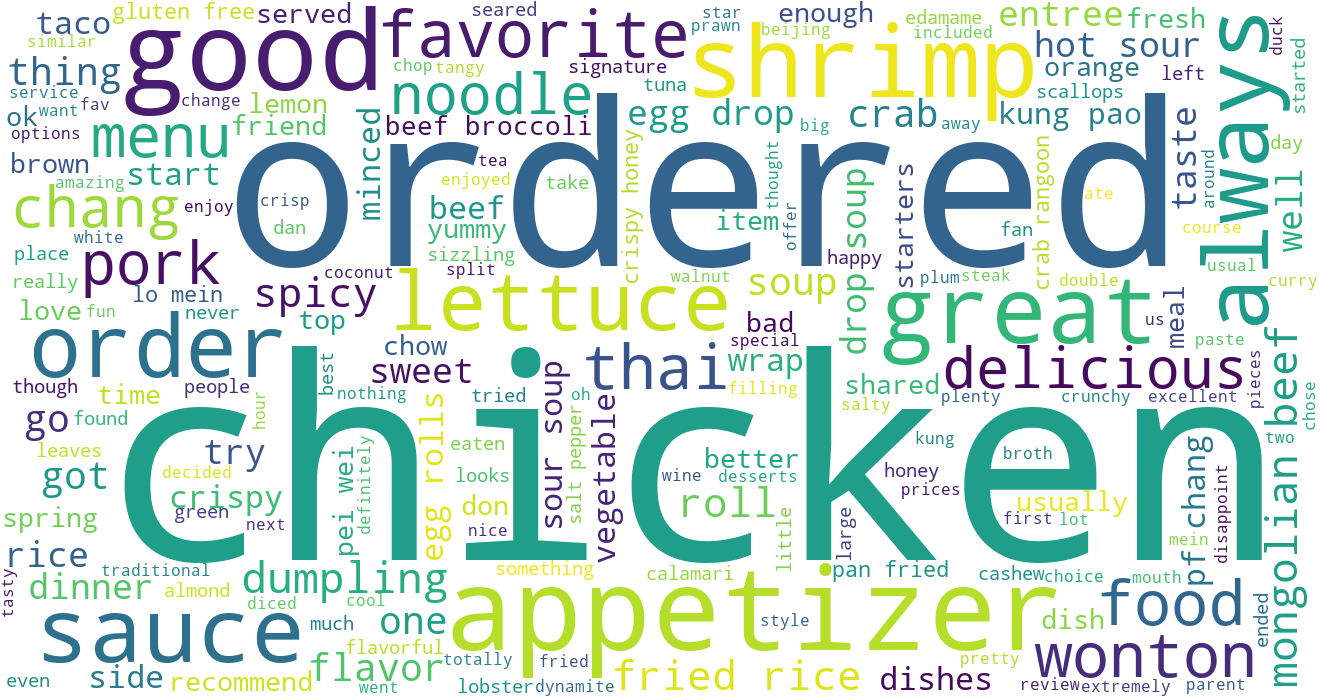 gluten free
served
seared
star
prawn
enough
edamame
included
entree
fresh
taco
similar
good
favorite
shrimp
beijing
hot sour
always
duck
started
thing
chop
tangy
signature
orange
left
service
want
fav
change
lemon
noodle
tuna
scallops
ok
options
menu
friend
minced
beef broccoli
egg drop
big
crab
away
kung pao
taste
well
day
brown
amazing
start
ordered
tea
enjoyed
take
crispy honey
thought
starters
crab rangoon
ate
around
chang
enjoy
crisp
dan
beef
yummy
item
offer
drop soup
fan
course
place
white
pork
sizzling
happy
usual
really
lo mein
coconut
split
walnut
soup
plum
steak
double
curry
love
fun
never
spicy
lettuce
great
us
meal
top
bad
special
paste
mongolian beef
order
best
chow
sour soup
thai
wrap
delicious
pieces
though
people
sweet
filling
shared
chose
time
nothing
tried
oh
salty
plenty
crunchy
excellent
go
found
hour
chicken
egg rolls
salt pepper
vegetable
kung
two
leaves
try
pei wei
definitely
eaten
better
broth
pf chang
got
decided
looks
wine
desserts
honey
prices
disappoint
crispy
don
roll
usually
spring
green
next
nice
little
large
first
lot
mein
rice
traditional
something
calamari
pan fried
cashew
choice
mouth
tasty
dinner
almond
dumpling
appetizer
food
ended
diced
cool
sauce
much
one
style
dish
flavorful
wonton
side
recommend
flavor
totally
fried
fried rice
dishes
pretty
even
went
lobster
dynamite
review
extremely
parent